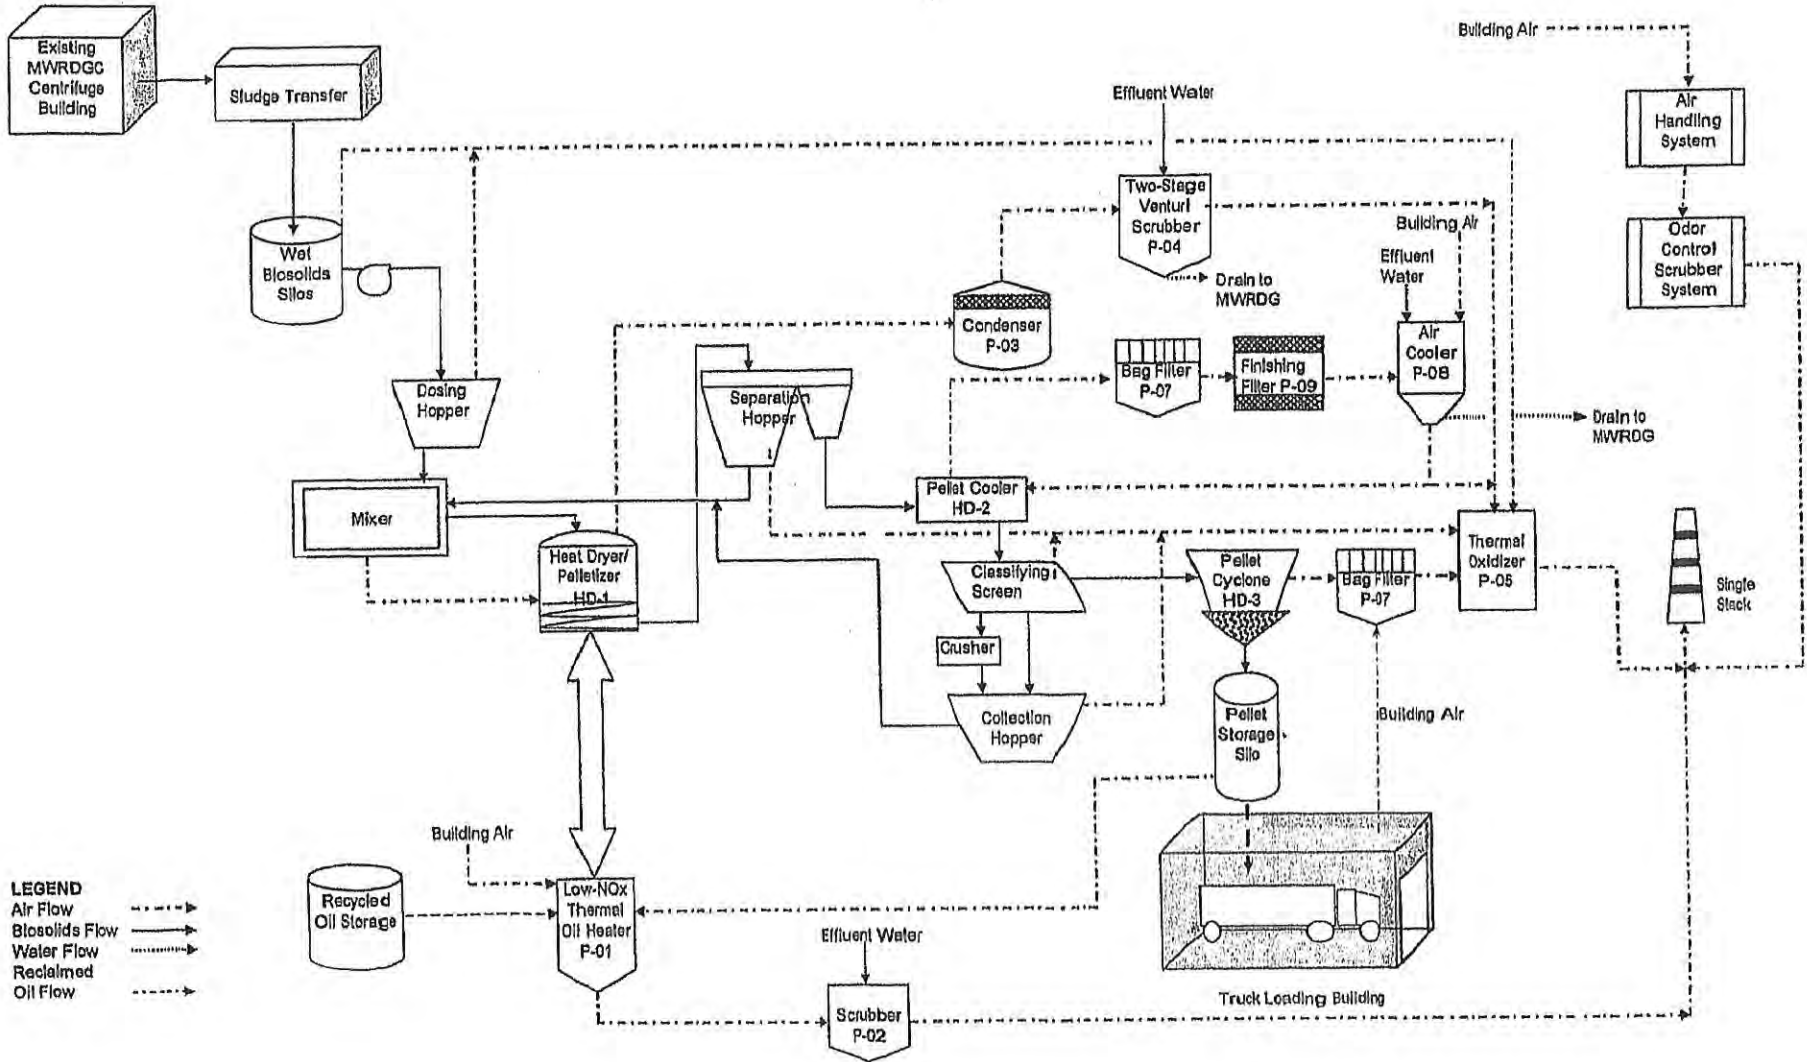 Existing
MWRDGC
Centrifuge
Building
Sludge Transfer
Building Air
Air
Handling
System
Effluent Water
Two-Stage
Venturi
Scrubber
P-04
Building Air
Effluent
Water
Odor
Control
Scrubber
System
Wet
Biosolids
Silos
Drain to
MWRDG
Condenser
P-03
Air
Cooler
P-08
Bag Filter
P-07
Finishing
Filter P-09
Dosing
Hopper
Separation
Hopper
Drain to
MWRDG
Pellet Cooler
HD-2
Mixer
Heat Dryer/
Pelletizer
HD-1
Classifying
Screen
Pellet
Cyclone
HD-3
Bag Filter
P-07
Thermal
Oxidizer
P-05
Single
Stack
Crusher
Collection
Hopper
Pellet
Storage
Silo
Building Air
Building Air
Recycled
Oil Storage
Low-NOx
Thermal
Oil Heater
P-01
Effluent Water
Scrubber
P-02
Truck Loading Building
LEGEND
Air Flow
Biosolids Flow
Water Flow
Reclaimed
Oil Flow